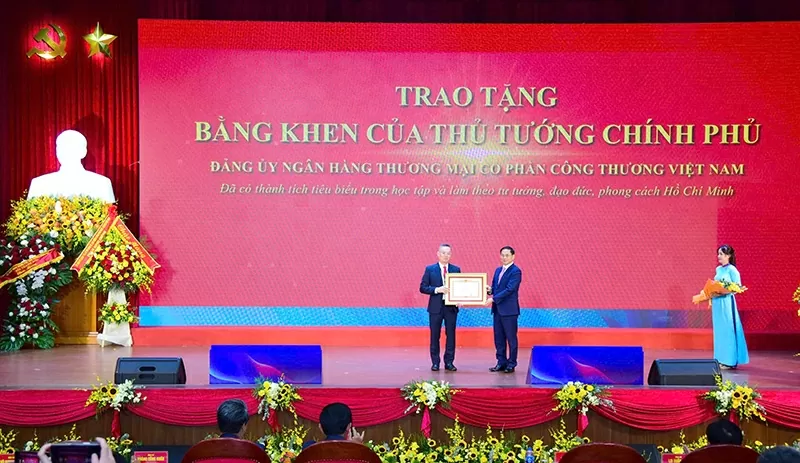 TRAO TẶNG
BẰNG KHEN CỦA THỦ TƯỚNG CHÍNH PHỦ
ĐẢNG ỦY NGÂN HÀNG THƯƠNG MẠI CỔ PHẦN CÔNG THƯƠNG VIỆT NAM
Đã có thành tích tiêu biểu trong học tập và làm theo tư tưởng, đạo đức, phong cách Hồ Chí Minh